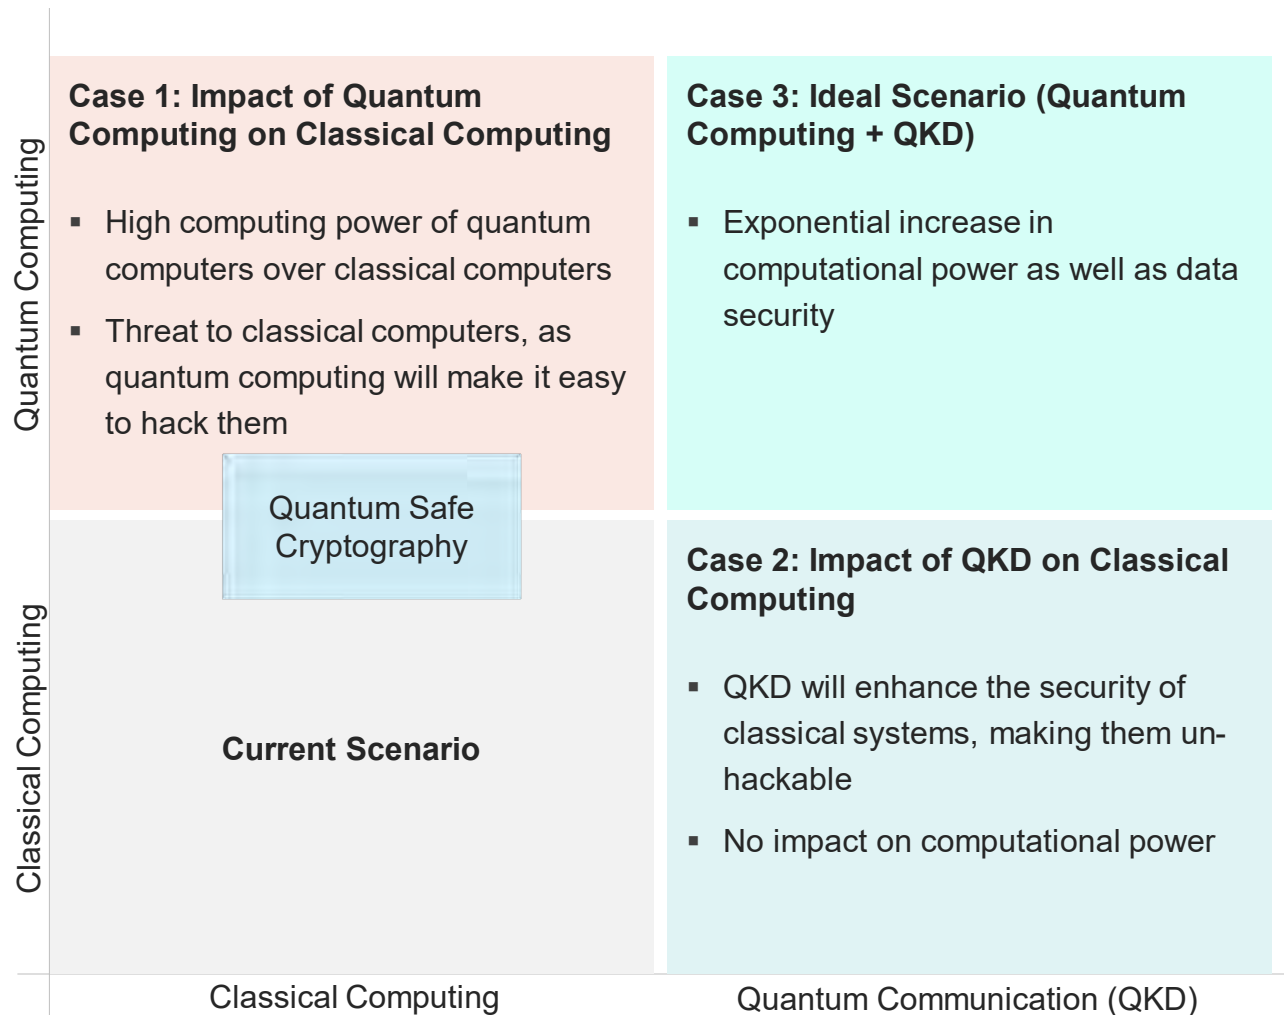 Quantum Computing
Case 1: Impact of Quantum
Computing on Classical Computing
▪ High computing power of quantum
computers over classical computers
▪ Threat to classical computers, as
quantum computing will make it easy
to hack them
Case 3: Ideal Scenario (Quantum
Computing + QKD)
▪ Exponential increase in
computational power as well as data
security
Quantum Safe
Cryptography
Classical Computing
Current Scenario
Case 2: Impact of QKD on Classical
Computing
▪ QKD will enhance the security of
classical systems, making them un-
hackable
▪ No impact on computational power
Classical Computing
Quantum Communication (QKD)